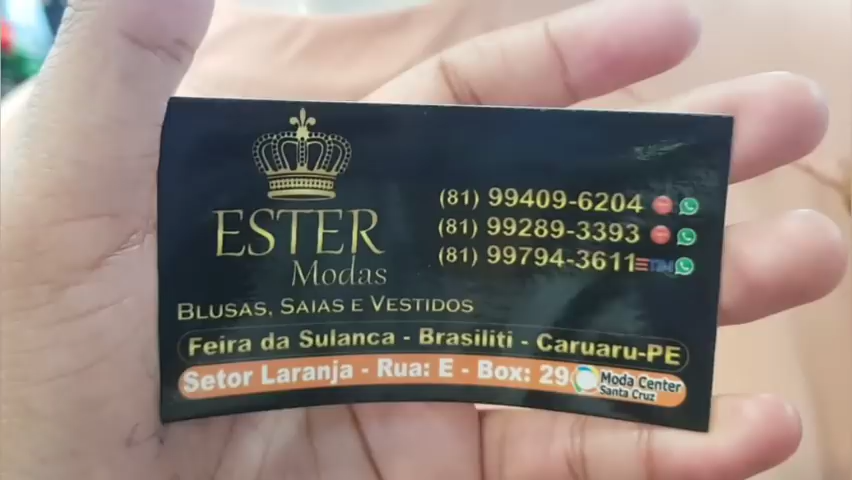 ESTER
Modas
BLUSAS, SAIAS E VESTIDOS
(81) 99409-6204
(81) 99289-3393
(81) 99794-3611 TIM
Feira da Sulanca - Brasiliti - Caruaru-PE
Setor Laranja - Rua: E - Box: 29 Moda Center
Santa Cruz